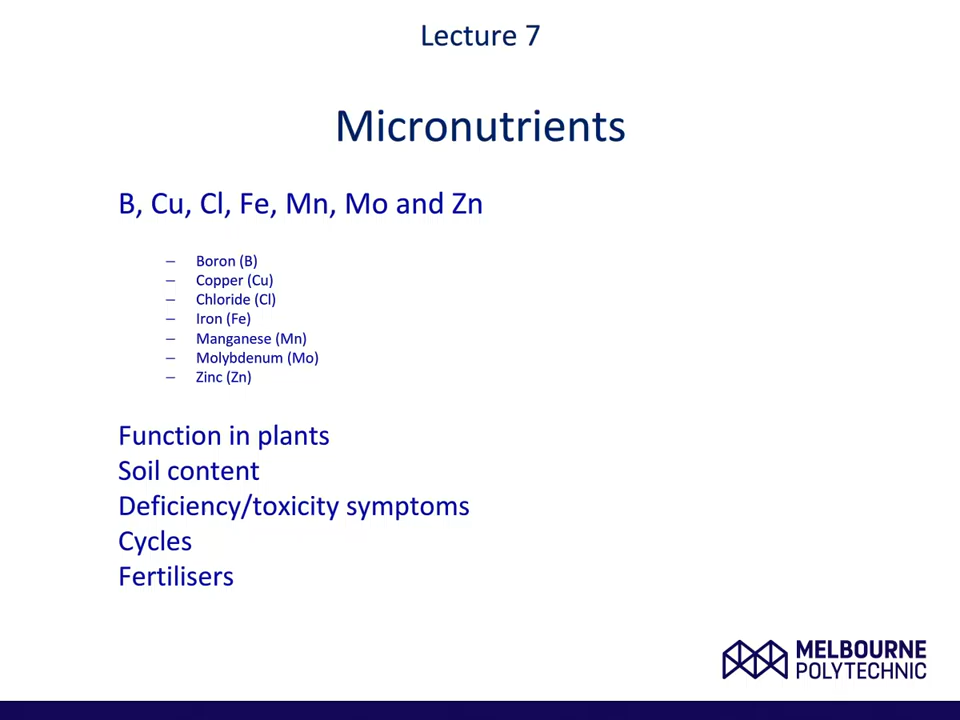 Lecture 7
Micronutrients
B, Cu, Cl, Fe, Mn, Mo and Zn
– Boron (B)
– Copper (Cu)
– Chloride (Cl)
– Iron (Fe)
– Manganese (Mn)
– Molybdenum (Mo)
– Zinc (Zn)
Function in plants
Soil content
Deficiency/toxicity symptoms
Cycles
Fertilisers
MELBOURNE
POLYTECHNIC